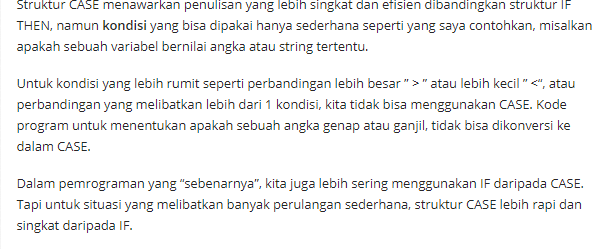 Struktur CASE menawarkan penulisan yang lebih singkat dan efisien dibandingkan struktur IF
THEN, namun kondisi yang bisa dipakai hanya sederhana seperti yang saya contohkan, misalkan
apakah sebuah variabel bernilai angka atau string tertentu.
Untuk kondisi yang lebih rumit seperti perbandingan lebih besar ” > ” atau lebih kecil ” <“, atau
perbandingan yang melibatkan lebih dari 1 kondisi, kita tidak bisa menggunakan CASE. Kode
program untuk menentukan apakah sebuah angka genap atau ganjil, tidak bisa dikonversi ke
dalam CASE.
Dalam pemrograman yang “sebenarnya”, kita juga lebih sering menggunakan IF daripada CASE.
Tapi untuk situasi yang melibatkan banyak perulangan sederhana, struktur CASE lebih rapi dan
singkat daripada IF.